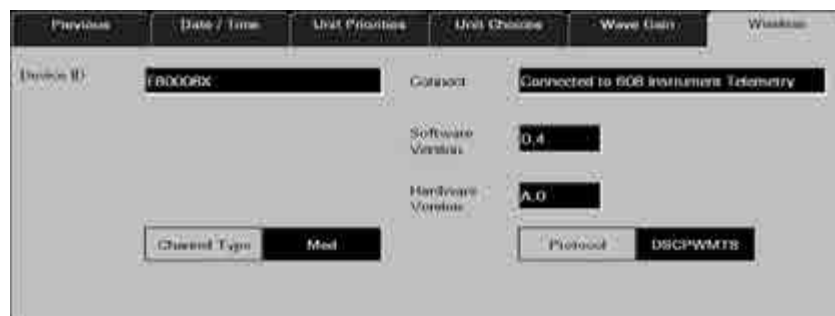 Previous Date / Time Unit Priorities Unit Choices Wave Gain Wireless
Device ID Connect Connected to 608 Instrument Telemetry
Software
Version 0.4
Hardware
Version A.0
Channel Type Med Protocol DSCPWMTS